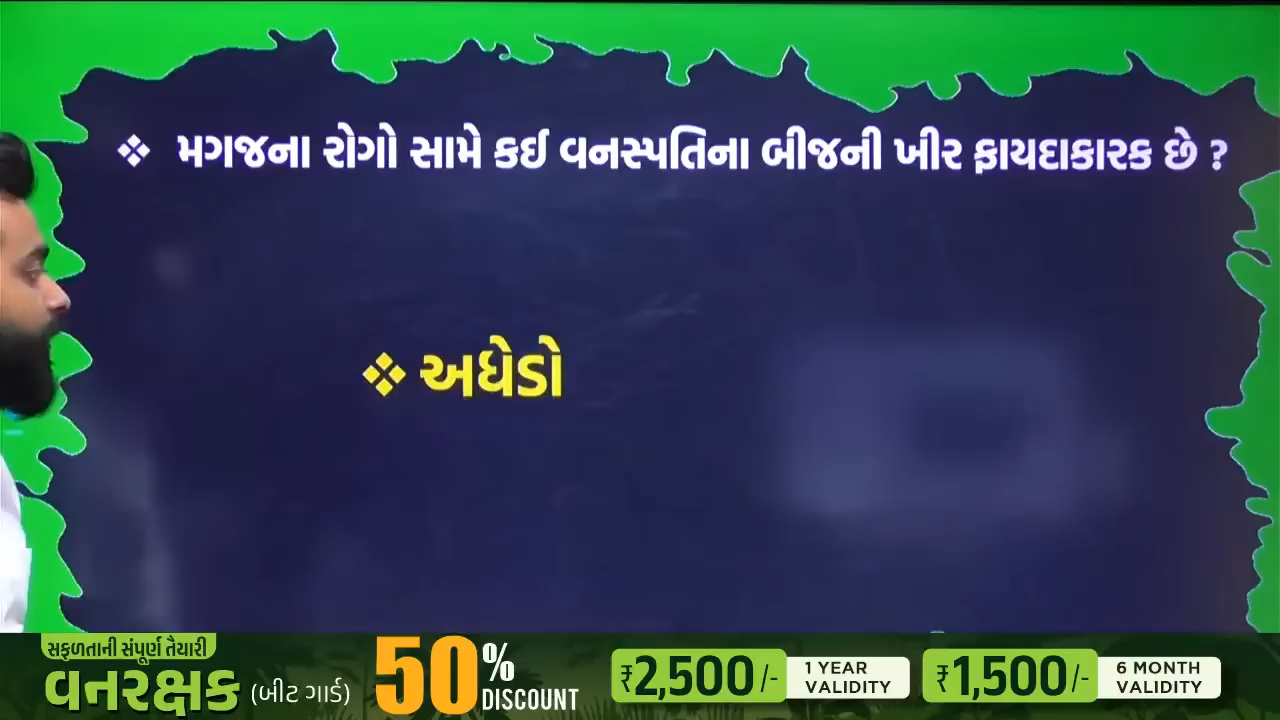 ❖ મગજના રોગો સામે કઈ વનસ્પતિના બીજની ખીર ફાયદાકારક છે ?
❖ અઘેડો
સફળતાની સંપૂર્ણ તૈયારી
વનરક્ષક (બીટ ગાર્ડ)
50% DISCOUNT
₹2,500/- 1 YEAR VALIDITY
₹1,500/- 6 MONTH VALIDITY